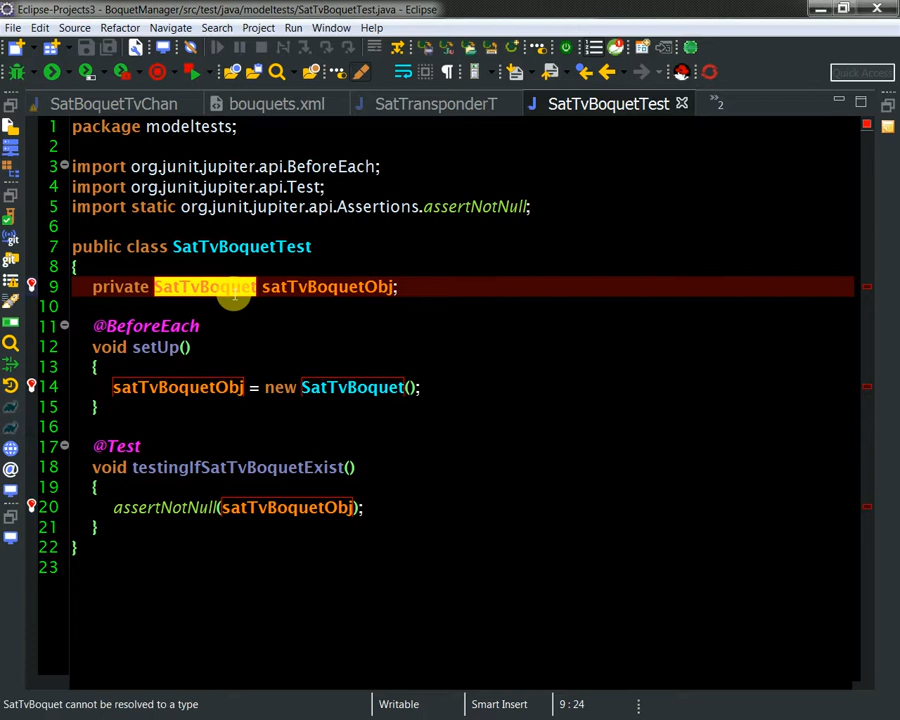 Eclipse-Projects3 - BoquetManager/src/test/java/modeltests/SatTvBoquetTest.java - Eclipse
File Edit Source Refactor Navigate Search Project Run Window Help
Quick Access
SatBoquetTvChan bouquets.xml SatTransponderT SatTvBoquetTest 2
1 package modeltests;
2
3 import org.junit.jupiter.api.BeforeEach;
4 import org.junit.jupiter.api.Test;
5 import static org.junit.jupiter.api.Assertions.assertNotNull;
6
7 public class SatTvBoquetTest
8 {
9 private SatTvBoquet satTvBoquetObj;
10
11 @BeforeEach
12 void setUp()
13 {
14 satTvBoquetObj = new SatTvBoquet();
15 }
16
17 @Test
18 void testingIfSatTvBoquetExist()
19 {
20 assertNotNull(satTvBoquetObj);
21 }
22 }
23
SatTvBoquet cannot be resolved to a type Writable Smart Insert 9 : 24